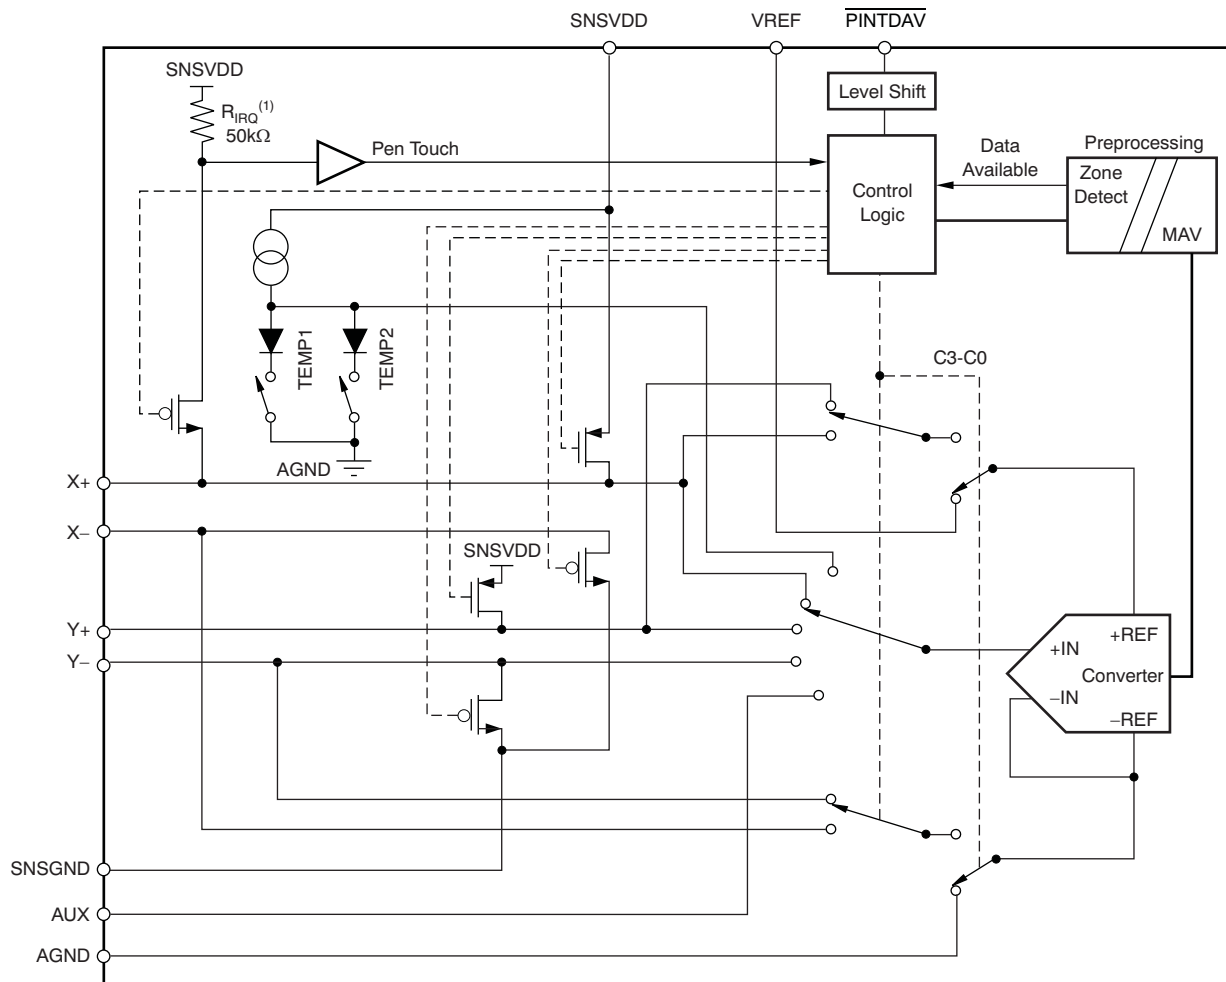 SNSVDD
VREF
PINTDAV
SNSVDD
RIRQ(1)
50kΩ
Level Shift
Pen Touch
Data
Available
Preprocessing
Zone
Detect
MAV
Control
Logic
TEMP1
TEMP2
C3-C0
AGND
X+
X–
SNSVDD
Y+
Y–
+IN
+REF
Converter
–IN
–REF
SNSGND
AUX
AGND